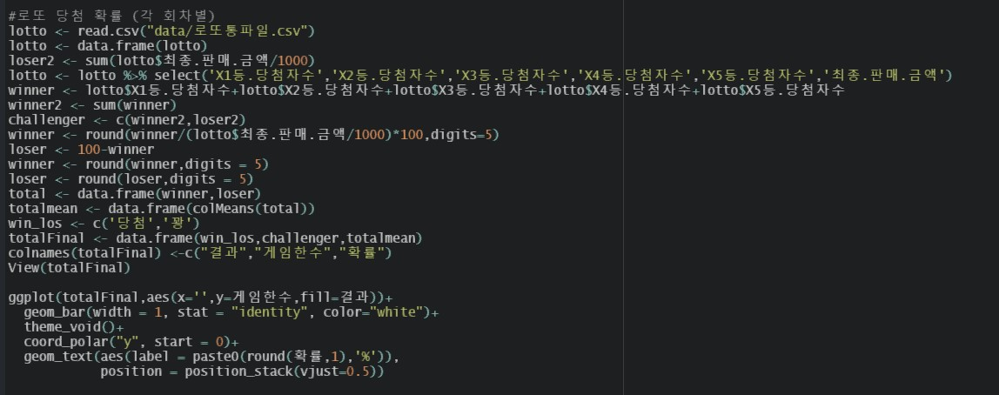 #로또 당첨 확률 (각 회차별)
lotto <- read.csv("data/로또통파일.csv")
lotto <- data.frame(lotto)
loser2 <- sum(lotto$최종.판매.금액/1000)
lotto <- lotto %>% select('X1등.당첨자수','X2등.당첨자수','X3등.당첨자수','X4등.당첨자수','X5등.당첨자수','최종.판매.금액')
winner <- lotto$X1등.당첨자수+lotto$X2등.당첨자수+lotto$X3등.당첨자수+lotto$X4등.당첨자수+lotto$X5등.당첨자수
winner2 <- sum(winner)
challenger <- c(winner2,loser2)
winner <- round(winner/(lotto$최종.판매.금액/1000)*100,digits=5)
loser <- 100-winner
winner <- round(winner,digits = 5)
loser <- round(loser,digits = 5)
total <- data.frame(winner,loser)
totalmean <- data.frame(colMeans(total))
win_los <- c('당첨','꽝')
totalFinal <- data.frame(win_los,challenger,totalmean)
colnames(totalFinal) <-c("결과","게임한수","확률")
View(totalFinal)

ggplot(totalFinal,aes(x='',y=게임한수,fill=결과))+
  geom_bar(width = 1, stat = "identity", color="white")+
  theme_void()+
  coord_polar("y", start = 0)+
  geom_text(aes(label = paste0(round(확률,1),'%')),
            position = position_stack(vjust=0.5))